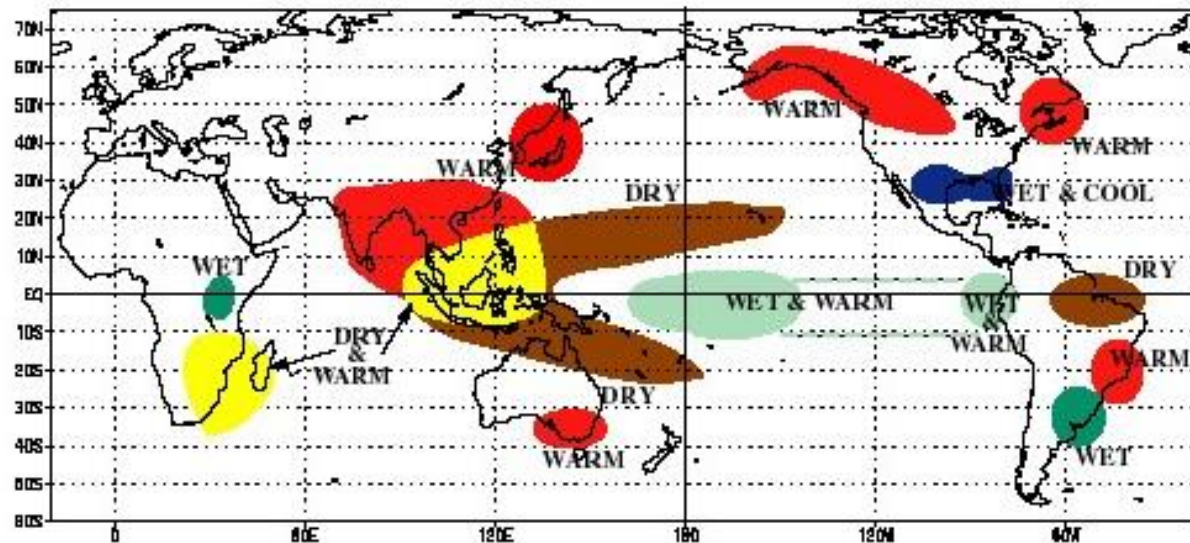 70N
60N
50N
40N
30N
20N
10N
EQ
10S
20S
30S
40S
50S
60S
WARM
WARM
WARM
DRY
WET & COOL
WET
WET & WARM
WET
&
WARM
DRY
DRY
&
WARM
WARM
DRY
WARM
WET
0
60E
120E
180
120W
60W